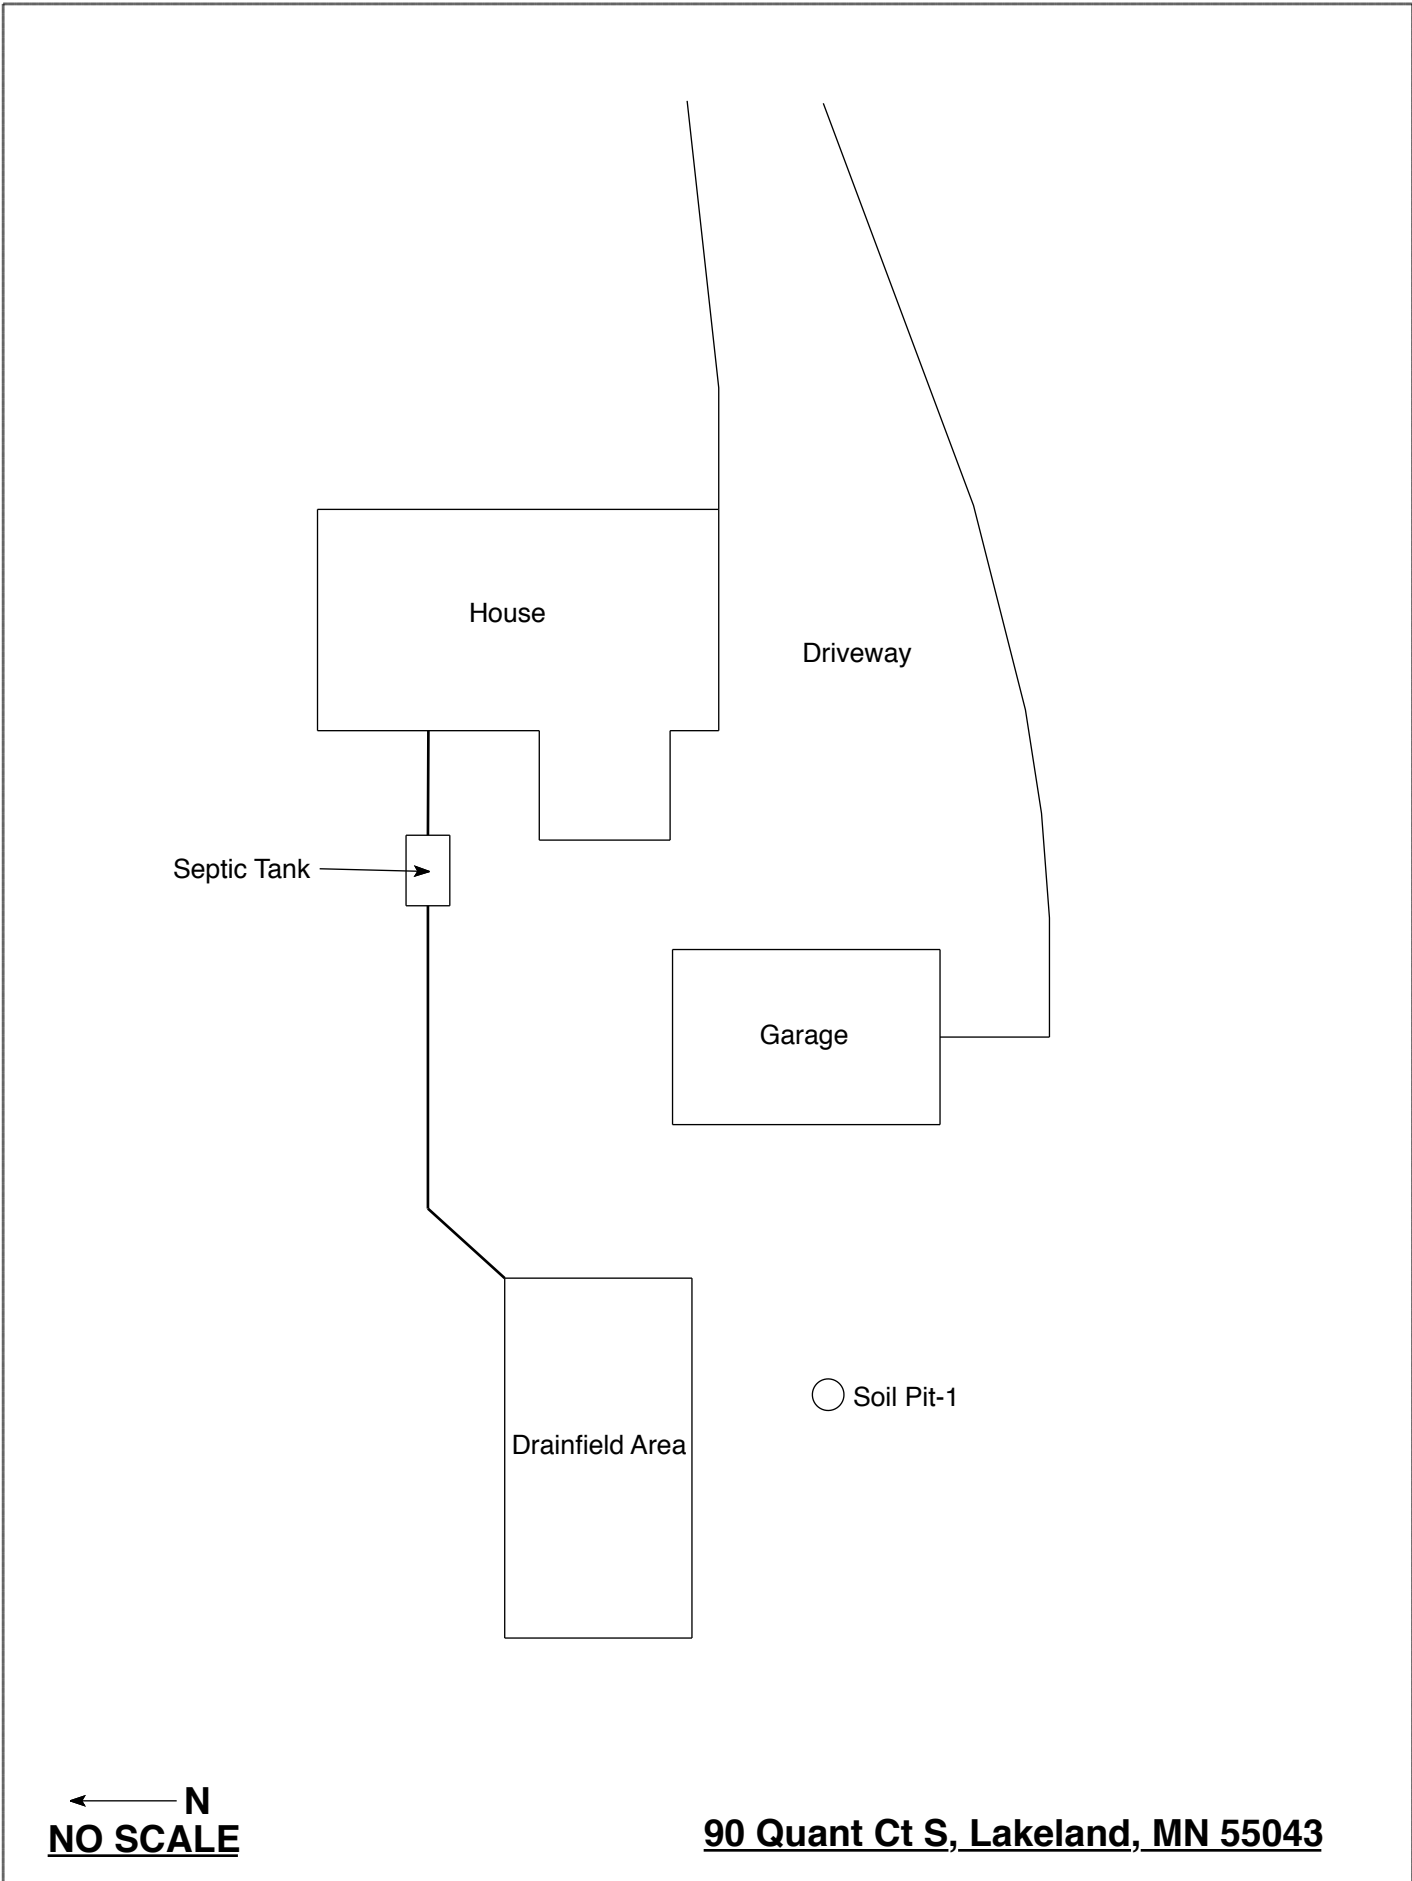 House
Driveway
Septic Tank
Garage
Soil Pit-1
Drainfield Area
N
NO SCALE
90 Quant Ct S, Lakeland, MN 55043